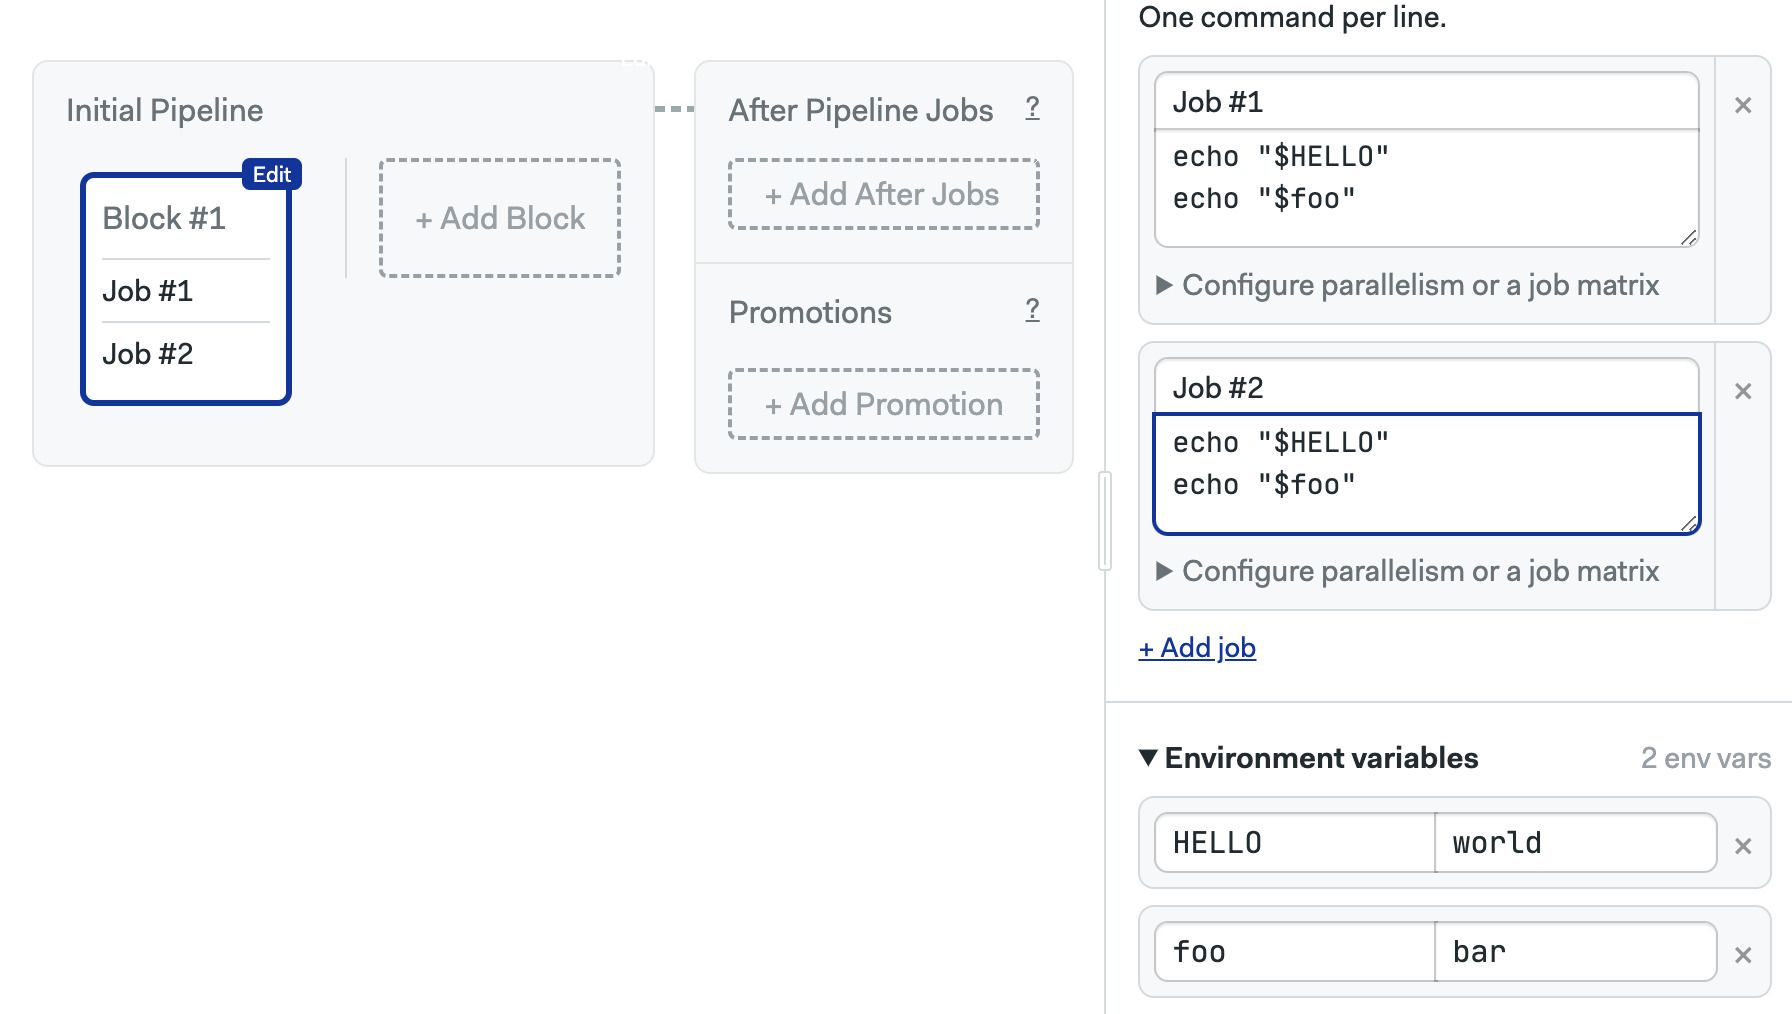 Initial Pipeline
Edit
Block #1
Job #1
Job #2
+ Add Block
After Pipeline Jobs ?
+ Add After Jobs
Promotions ?
+ Add Promotion
One command per line.
Job #1 ×
echo "$HELLO"
echo "$foo"
▶ Configure parallelism or a job matrix
Job #2 ×
echo "$HELLO"
echo "$foo"
▶ Configure parallelism or a job matrix
+ Add job
▼ Environment variables 2 env vars
HELLO world ×
foo bar ×